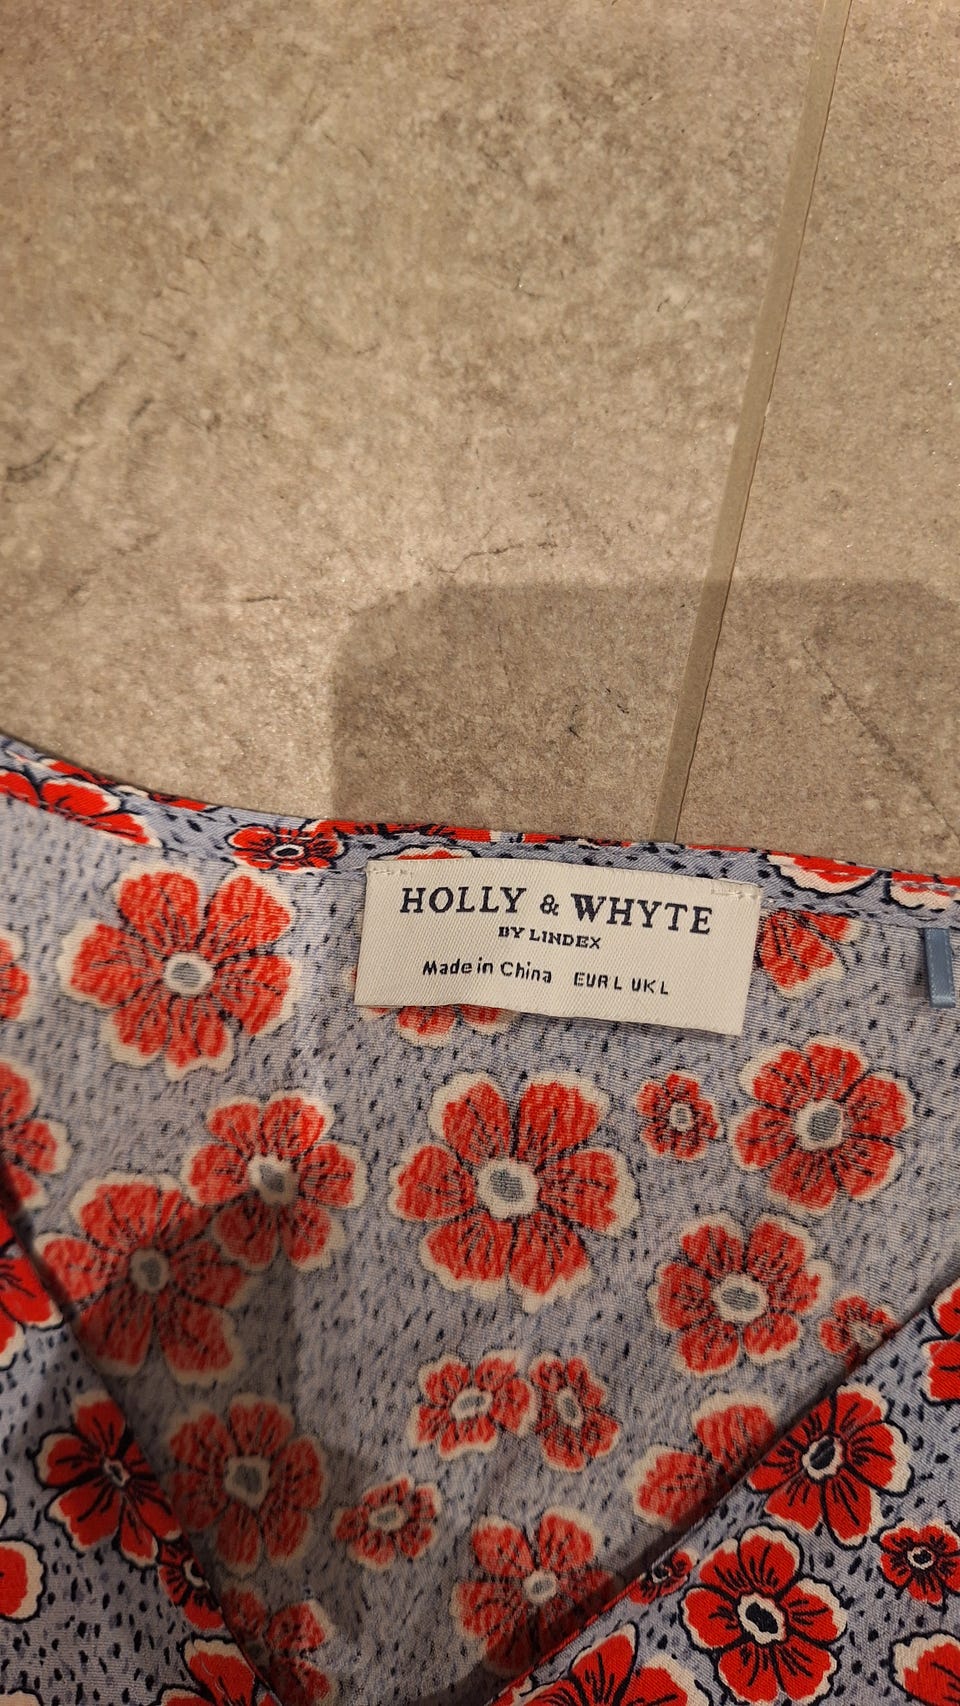 HOLLY & WHYTE
BY LINDEX
Made in China EUR L UK L